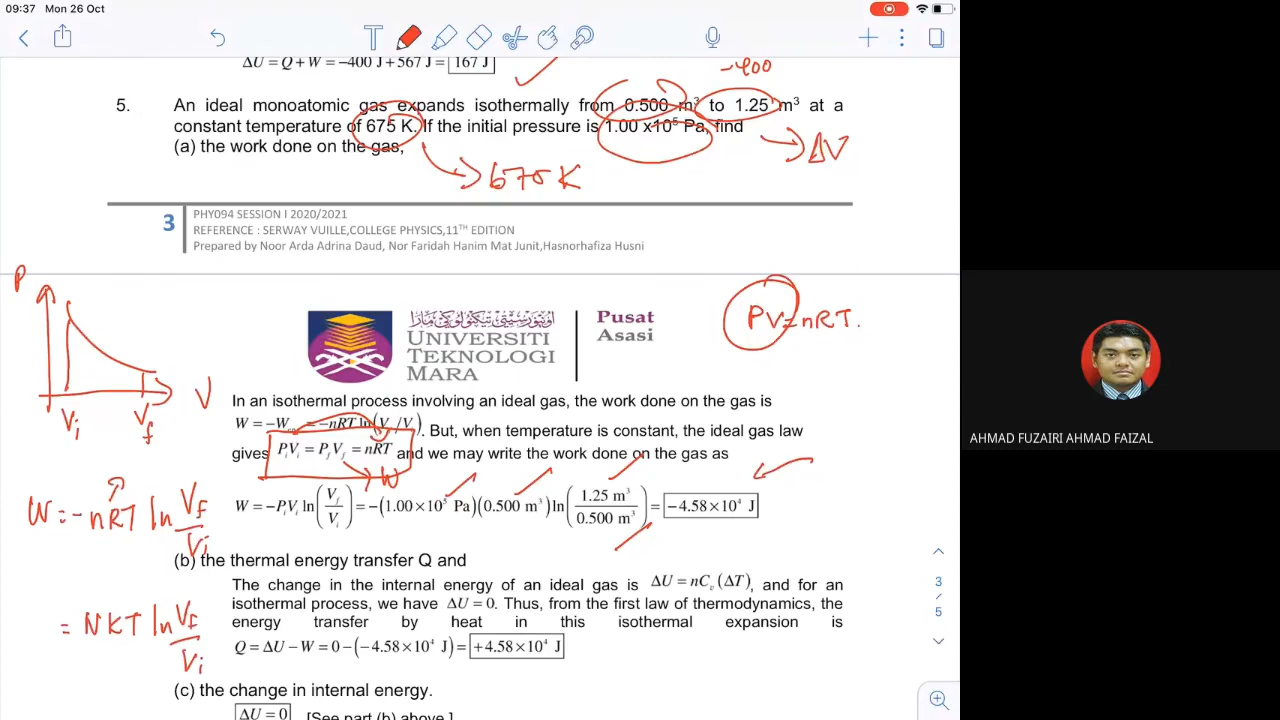 09:37 Mon 26 Oct
ΔU = Q + W = −400 J + 567 J = 167 J
-400
5. An ideal monoatomic gas expands isothermally from 0.500 m³ to 1.25 m³ at a
constant temperature of 675 K. If the initial pressure is 1.00 x10⁵ Pa, find
(a) the work done on the gas,
→ ΔV
→ 675 K
3
PHY094 SESSION I 2020/2021
REFERENCE : SERWAY VUILLE,COLLEGE PHYSICS,11TH EDITION
Prepared by Noor Arda Adrina Daud, Nor Faridah Hanim Mat Junit,Hasnorhafiza Husni
P
V
Vi
Vf
PV = nRT.
UNIVERSITI
TEKNOLOGI
MARA
Pusat
Asasi
In an isothermal process involving an ideal gas, the work done on the gas is
. But, when temperature is constant, the ideal gas law
gives PᵢVᵢ = P_fV_f = nRT and we may write the work done on the gas as
W
W = −PᵢVᵢ ln(V_f/Vᵢ) = −(1.00×10⁵ Pa)(0.500 m³)ln(1.25 m³/0.500 m³) = −4.58×10⁴ J
W = -nRT ln Vf/Vi
(b) the thermal energy transfer Q and
The change in the internal energy of an ideal gas is ΔU = nCᵥ(ΔT), and for an
isothermal process, we have ΔU = 0. Thus, from the first law of thermodynamics, the
energy transfer by heat in this isothermal expansion is
Q = ΔU − W = 0 − (−4.58×10⁴ J) = +4.58×10⁴ J
= NKT ln Vf/Vi
(c) the change in internal energy.
ΔU = 0 [See part (b) above.]
3
/
5
AHMAD FUZAIRI AHMAD FAIZAL